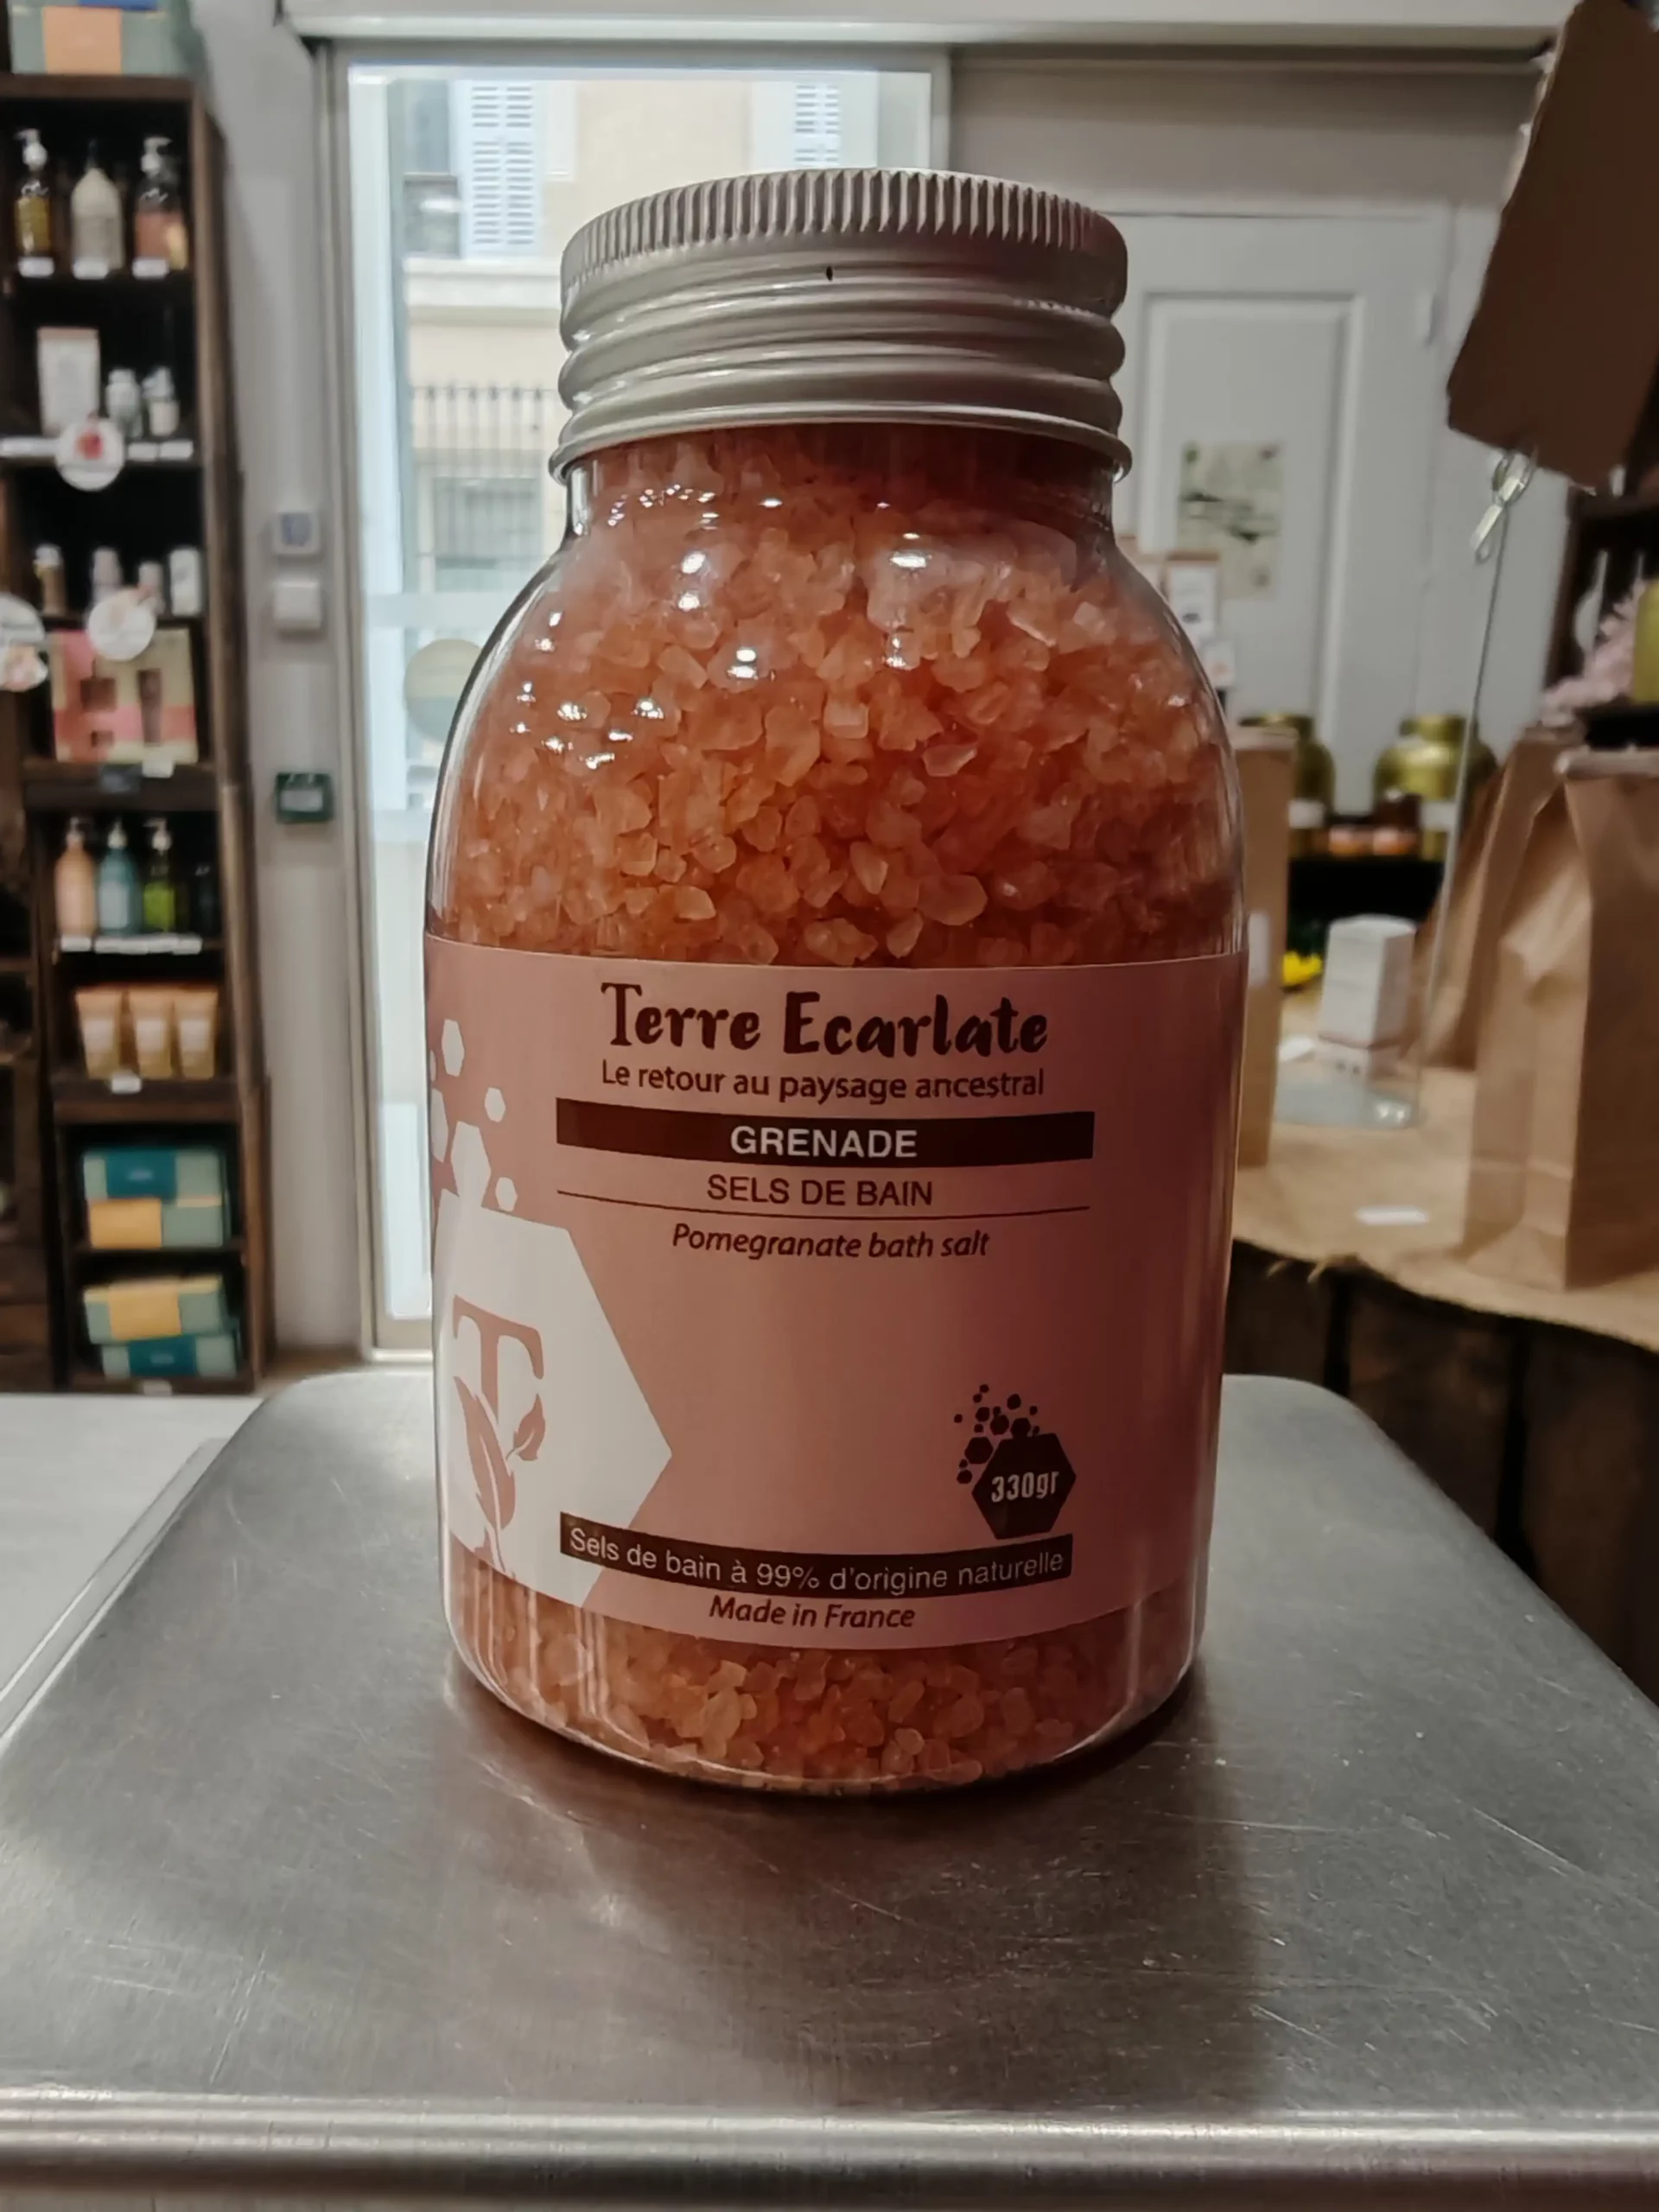 Terre Ecarlate
Le retour au paysage ancestral
GRENADE
SELS DE BAIN
Pomegranate bath salt
T
330gr
Sels de bain à 99% d'origine naturelle
Made in France